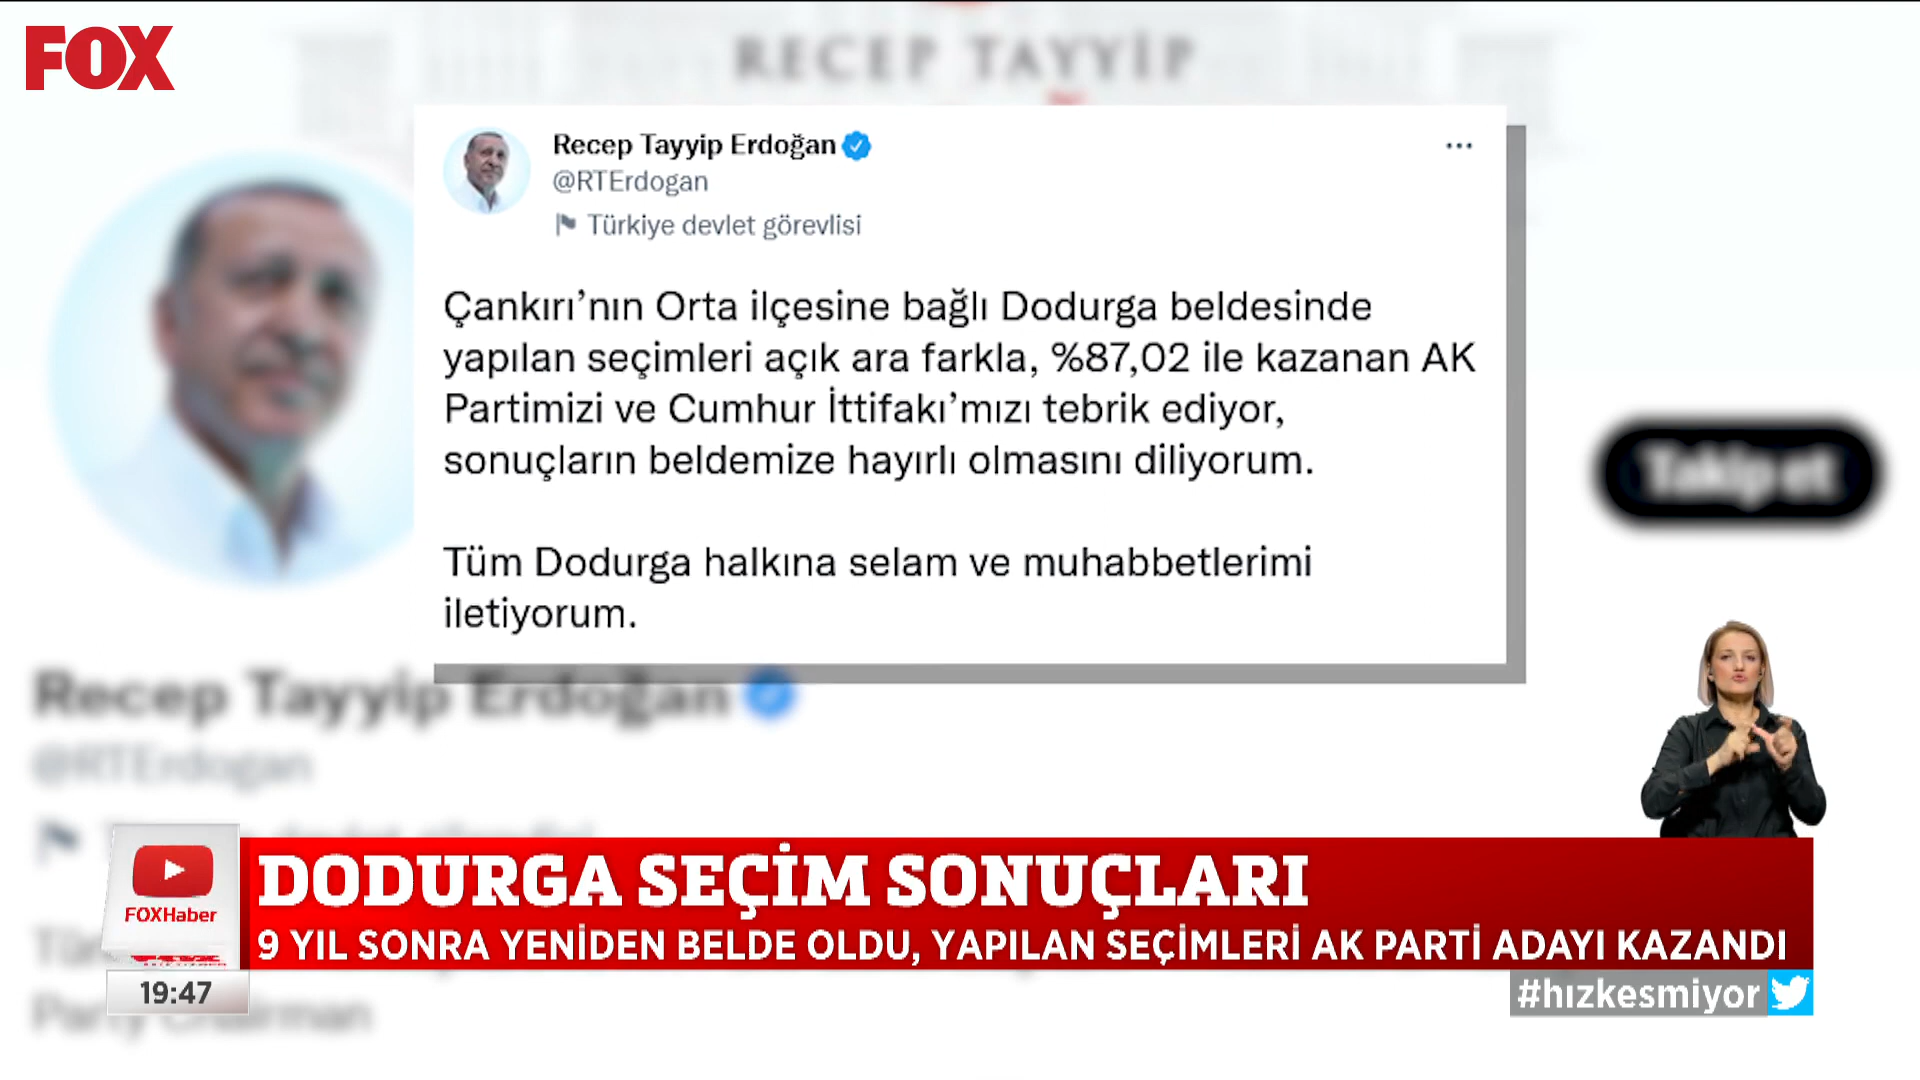 FOX
RECEP TAYYİP
Recep Tayyip Erdoğan
@RTErdogan
Türkiye devlet görevlisi
Çankırı’nın Orta ilçesine bağlı Dodurga beldesinde
yapılan seçimleri açık ara farkla, %87,02 ile kazanan AK
Partimizi ve Cumhur İttifakı’mızı tebrik ediyor,
sonuçların beldemize hayırlı olmasını diliyorum.
Tüm Dodurga halkına selam ve muhabbetlerimi
iletiyorum.
Takip et
Recep Tayyip Erdoğan
@RTErdogan
FOXHaber
DODURGA SEÇİM SONUÇLARI
9 YIL SONRA YENİDEN BELDE OLDU, YAPILAN SEÇİMLERİ AK PARTİ ADAYI KAZANDI
19:47
#hızkesmiyor
Party Chairman